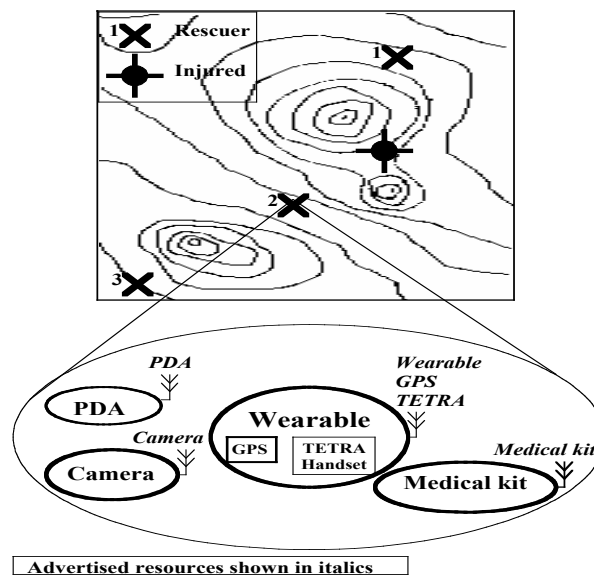 1 Rescuer
Injured
1
2
3
PDA
PDA
Camera
Camera
Wearable
GPS
TETRA
Wearable
GPS
TETRA
Handset
Medical kit
Medical kit
Advertised resources shown in italics